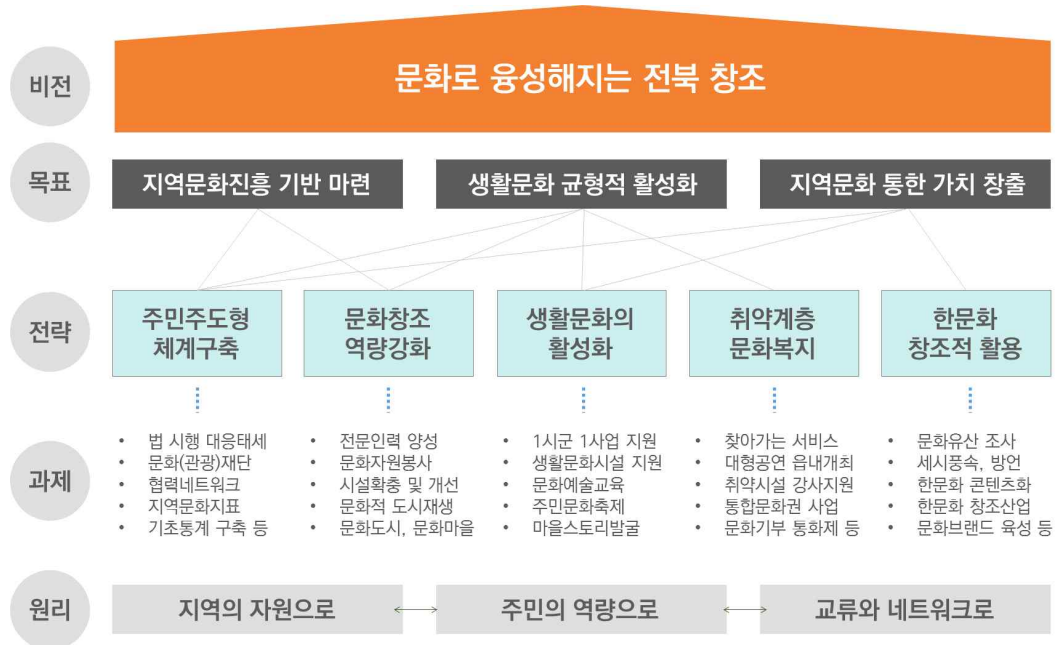 비전
문화로 융성해지는 전북 창조
목표
지역문화진흥 기반 마련
생활문화 균형적 활성화
지역문화 통한 가치 창출
전략
주민주도형
체계구축
문화창조
역량강화
생활문화의
활성화
취약계층
문화복지
한문화
창조적 활용
과제
• 법 시행 대응태세
• 문화(관광)재단
• 협력네트워크
• 지역문화지표
• 기초통계 구축 등
• 전문인력 양성
• 문화자원봉사
• 시설확충 및 개선
• 문화적 도시재생
• 문화도시, 문화마을
• 1시군 1사업 지원
• 생활문화시설 지원
• 문화예술교육
• 주민문화축제
• 마을스토리발굴
• 찾아가는 서비스
• 대형공연 읍내개최
• 취약시설 강사지원
• 통합문화권 사업
• 문화기부 통화제 등
• 문화유산 조사
• 세시풍속, 방언
• 한문화 콘텐츠화
• 한문화 창조산업
• 문화브랜드 육성 등
원리
지역의 자원으로
주민의 역량으로
교류와 네트워크로